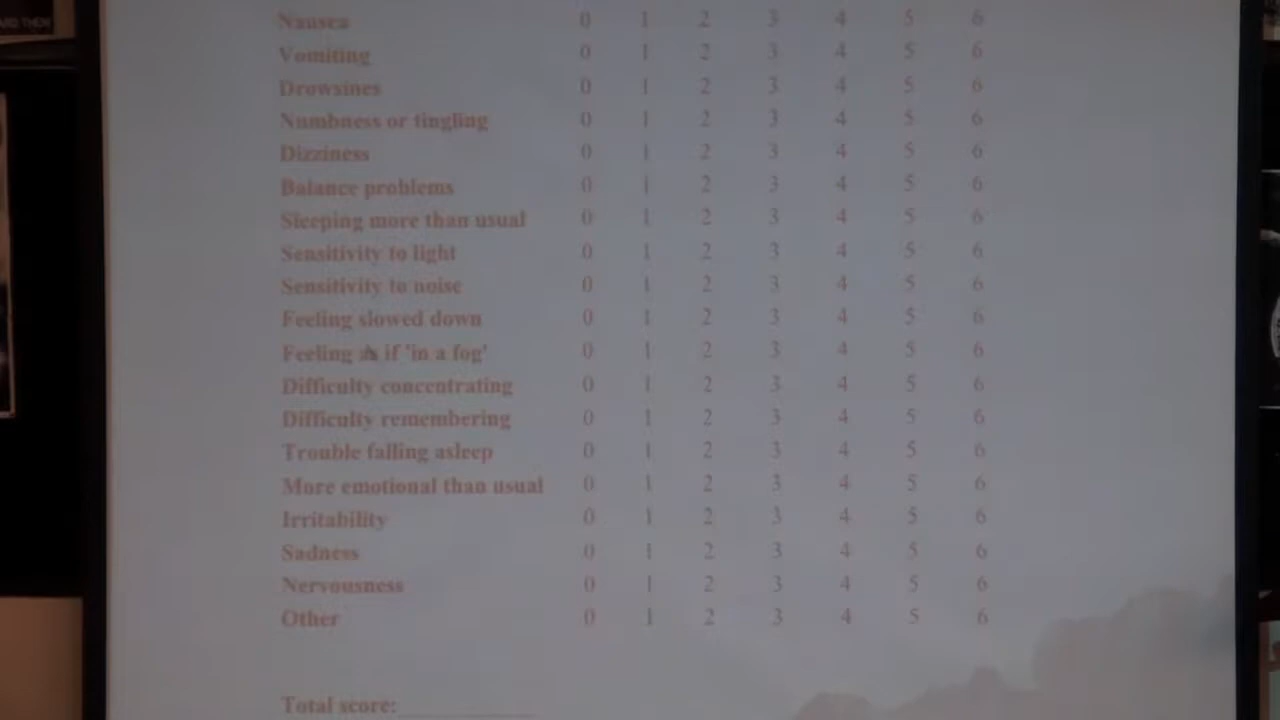 ARD THEM
Nausea 0 1 2 3 4 5 6
Vomiting 0 1 2 3 4 5 6
Drowsines 0 1 2 3 4 5 6
Numbness or tingling 0 1 2 3 4 5 6
Dizziness 0 1 2 3 4 5 6
Balance problems 0 1 2 3 4 5 6
Sleeping more than usual 0 1 2 3 4 5 6
Sensitivity to light 0 1 2 3 4 5 6
Sensitivity to noise 0 1 2 3 4 5 6
Feeling slowed down 0 1 2 3 4 5 6
Feeling as if 'in a fog' 0 1 2 3 4 5 6
Difficulty concentrating 0 1 2 3 4 5 6
Difficulty remembering 0 1 2 3 4 5 6
Trouble falling asleep 0 1 2 3 4 5 6
More emotional than usual 0 1 2 3 4 5 6
Irritability 0 1 2 3 4 5 6
Sadness 0 1 2 3 4 5 6
Nervousness 0 1 2 3 4 5 6
Other 0 1 2 3 4 5 6
Total score: